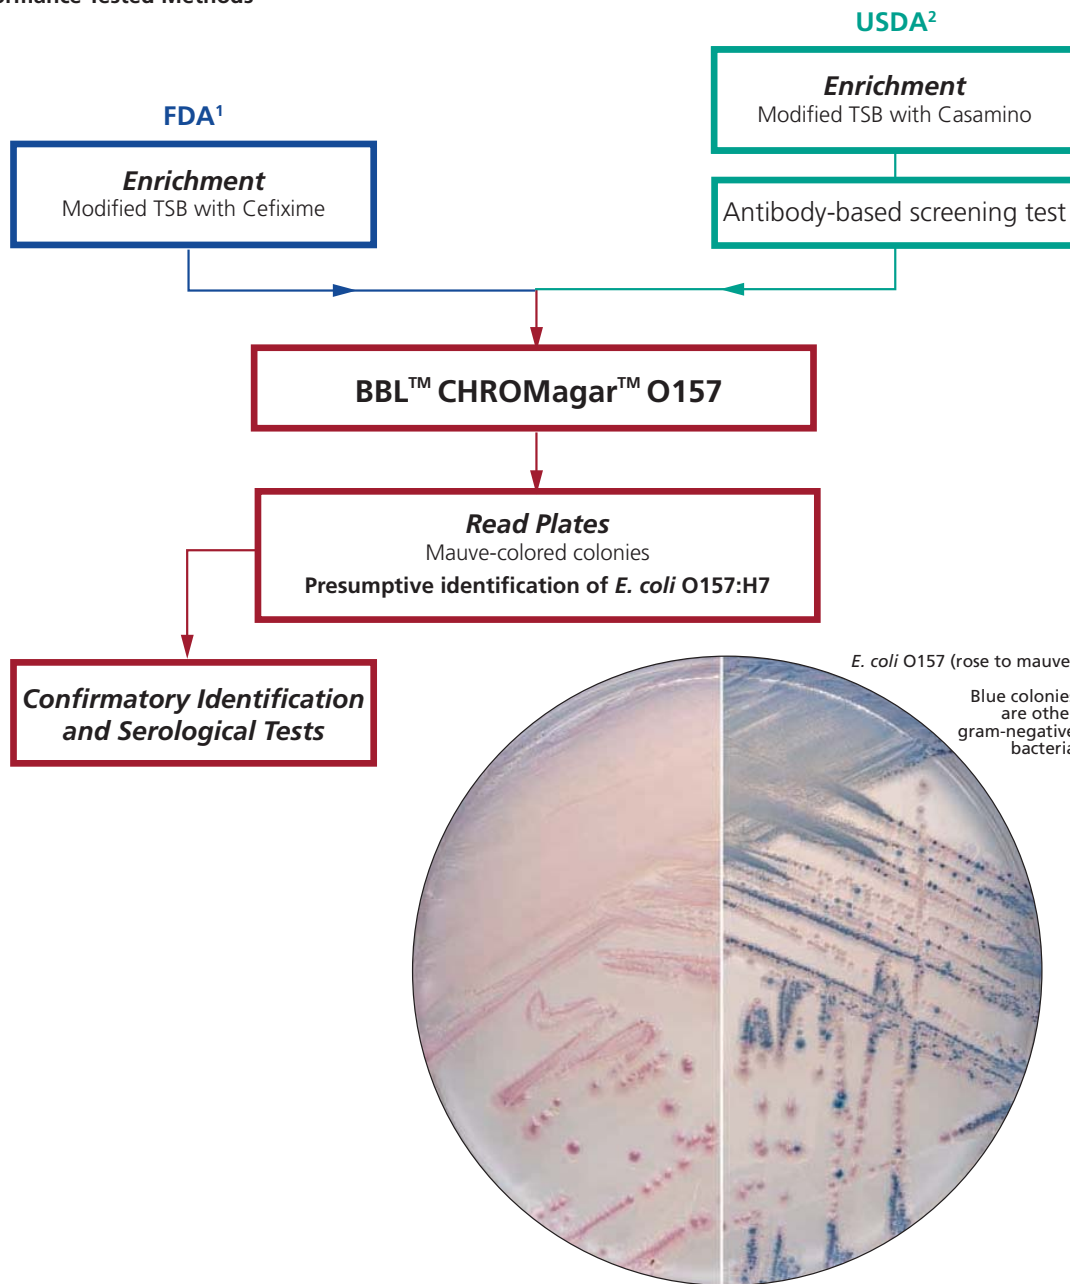 USDA²
Enrichment
Modified TSB with Casamino
FDA¹
Enrichment
Modified TSB with Cefixime
Antibody-based screening test
BBL™ CHROMagar™ O157
Read Plates
Mauve-colored colonies
Presumptive identification of E. coli O157:H7
Confirmatory Identification
and Serological Tests
E. coli O157 (rose to mauve
Blue colonies
are other
gram-negative
bacteria